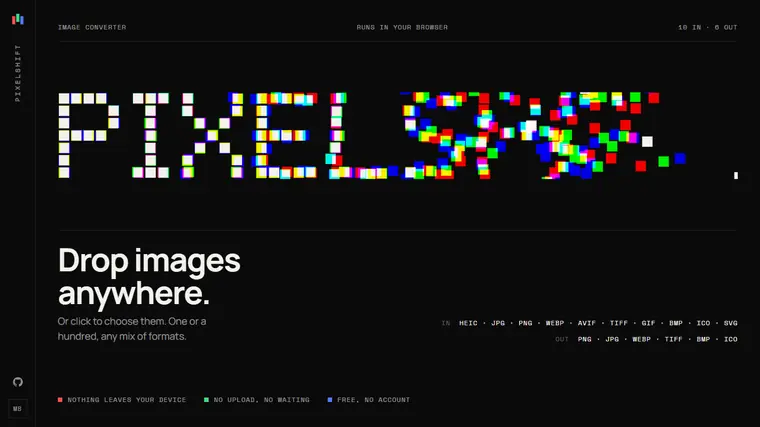 PIXELSHIFT
IMAGE CONVERTER
RUNS IN YOUR BROWSER
10 IN · 6 OUT
PIXELS
Drop images
anywhere.
Or click to choose them. One or a
hundred, any mix of formats.
IN HEIC · JPG · PNG · WEBP · AVIF · TIFF · GIF · BMP · ICO · SVG
OUT PNG · JPG · WEBP · TIFF · BMP · ICO
NOTHING LEAVES YOUR DEVICE
NO UPLOAD, NO WAITING
FREE, NO ACCOUNT